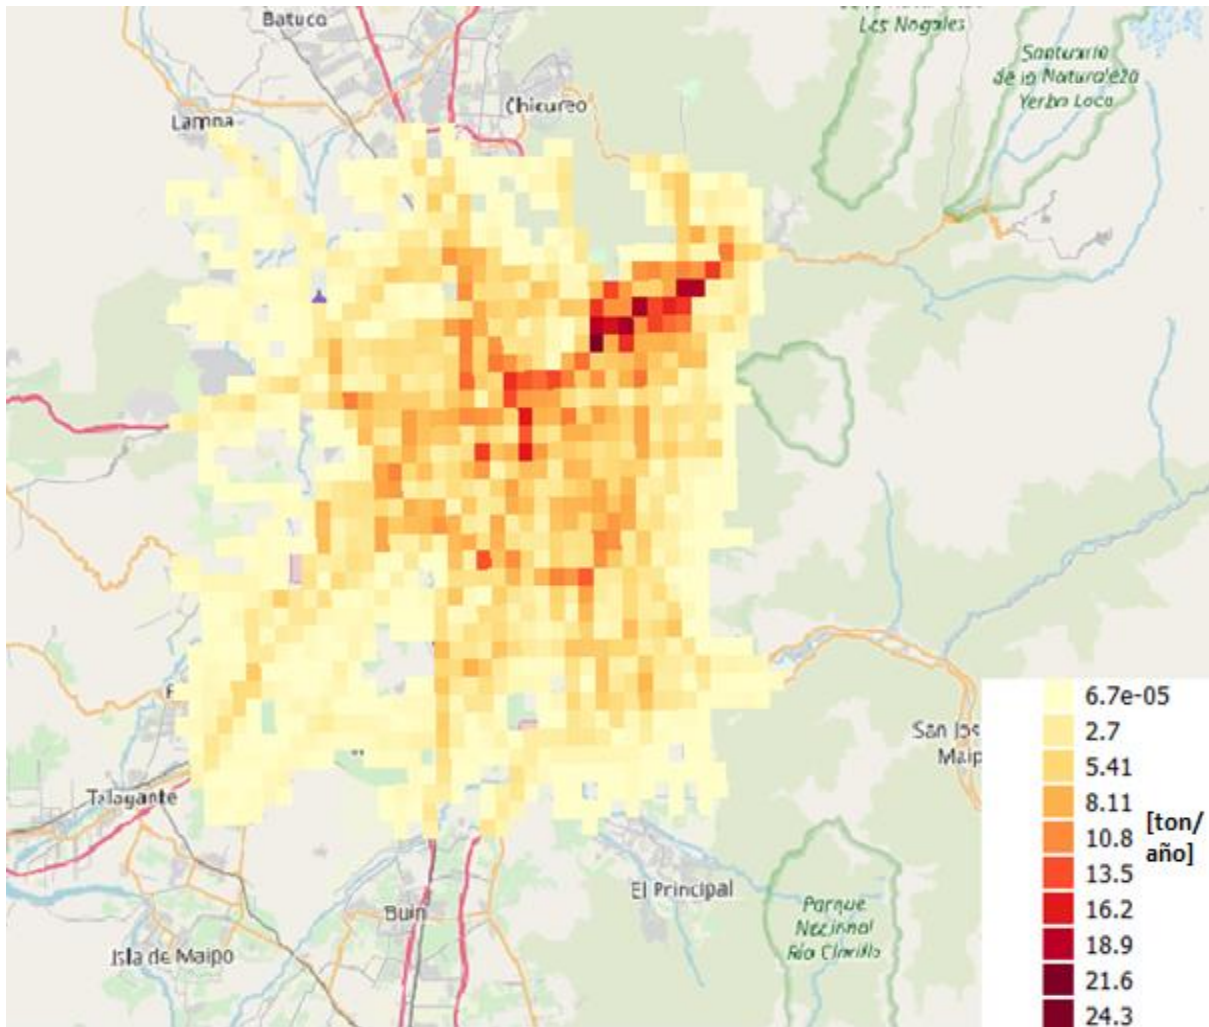 Batuco
Los Nogales
Santuario
de la Naturaleza
Yerba Loca
Chicureo
Lampa
San Jos
Maip
Talagante
El Principal
Buin
Parque
Nacional
Río Clarillo
Isla de Maipo
6.7e-05
2.7
5.41
8.11
10.8
13.5
16.2
18.9
21.6
24.3
[ton/
año]